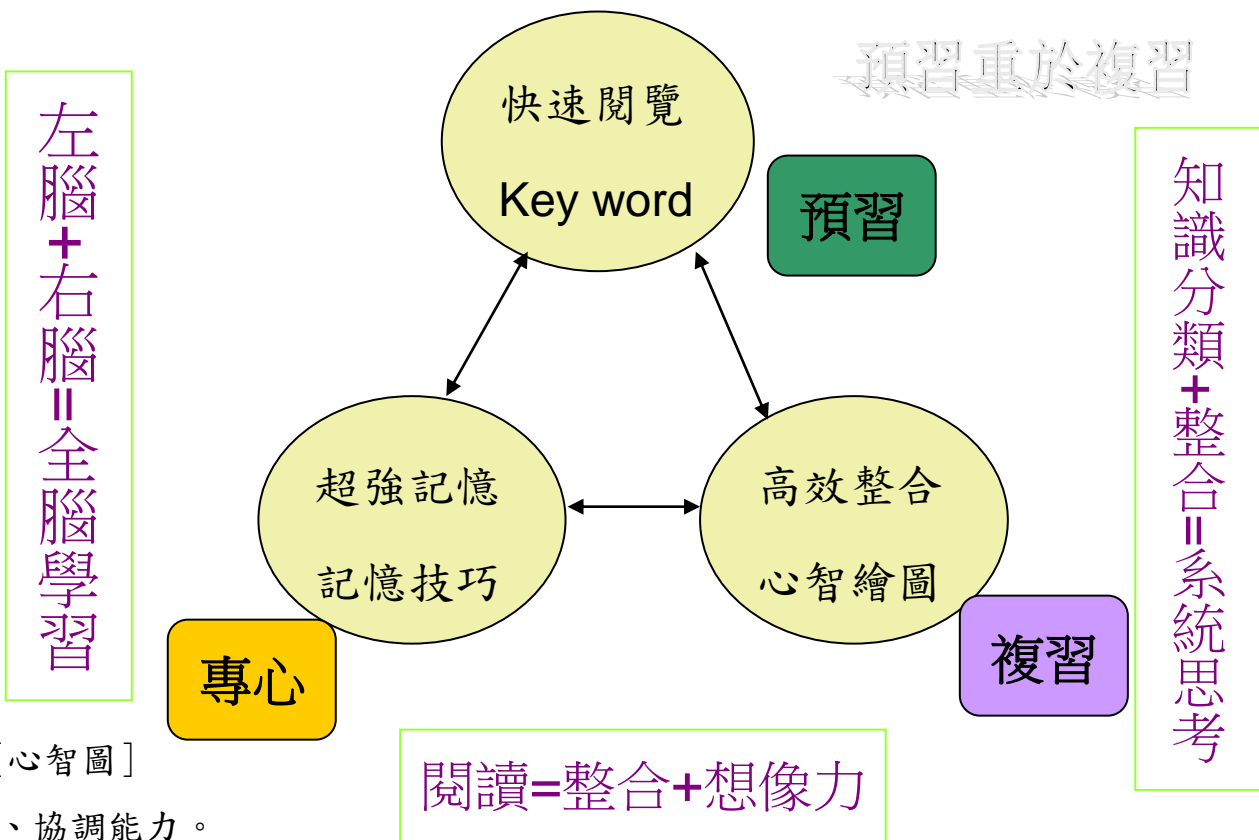 預習重於複習
快速閱覽
Key word
預習
左腦+右腦=全腦學習
知識分類+整合=系統思考
超強記憶
記憶技巧
專心
高效整合
心智繪圖
複習
閱讀=整合+想像力
[心智圖]
、協調能力。